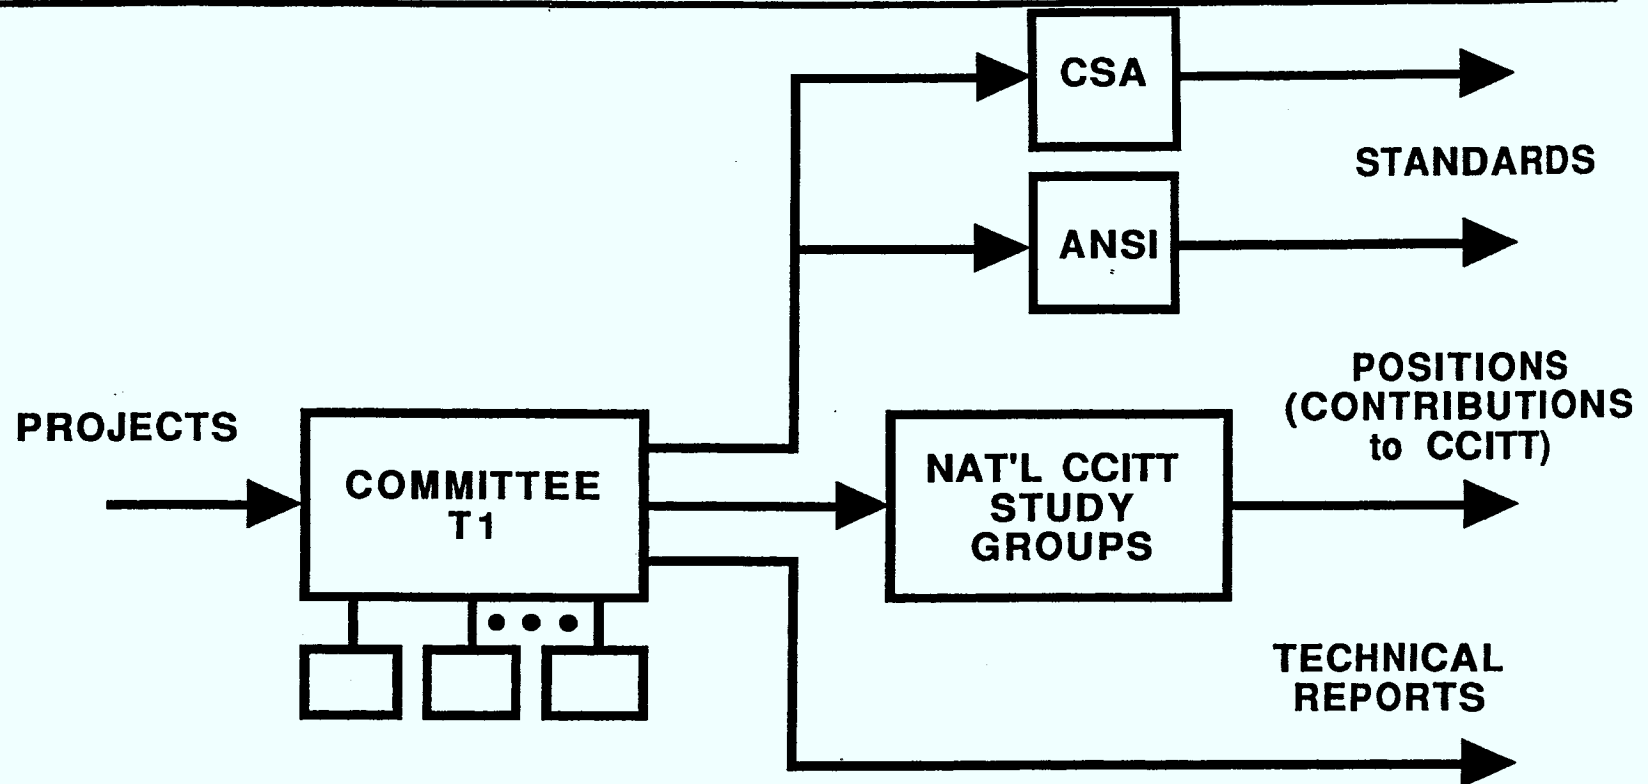 CSA
STANDARDS
ANSI
POSITIONS
(CONTRIBUTIONS
to CCITT)
PROJECTS
COMMITTEE
T1
NAT'L CCITT
STUDY
GROUPS
TECHNICAL
REPORTS